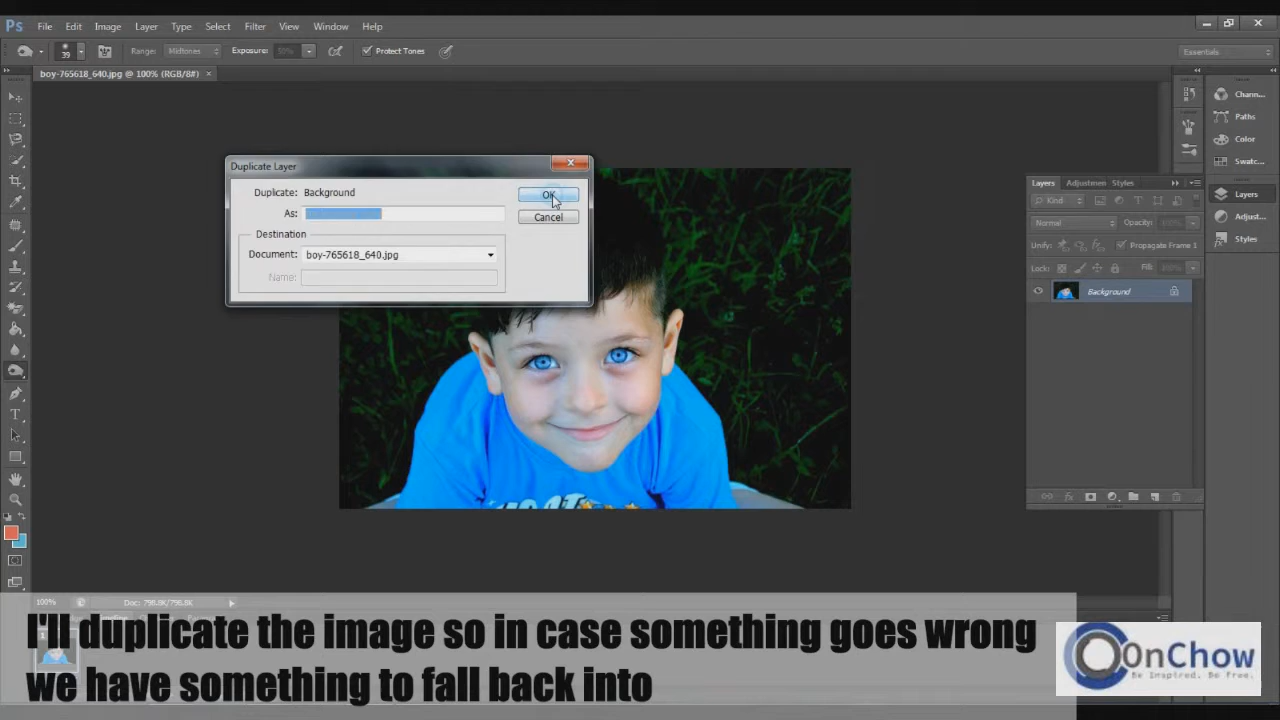 Ps File Edit Image Layer Type Select Filter View Window Help
39 Range: Midtones Exposure: 50% Protect Tones Essentials
boy-765618_640.jpg @ 100% (RGB/8#) ×
Duplicate Layer
Duplicate: Background
As:
OK
Cancel
Destination
Document: boy-765618_640.jpg
Name:
Layers Adjustmen Styles
Kind
Normal Opacity:
Unify: Propagate Frame 1
Lock: Fill: 100%
Background
Chann...
Paths
Color
Swatc...
Layers
Adjust...
Styles
100% Doc: 798.8K/798.8K
I'll duplicate the image so in case something goes wrong
we have something to fall back into
OnChow
Be Inspired. Be Free.